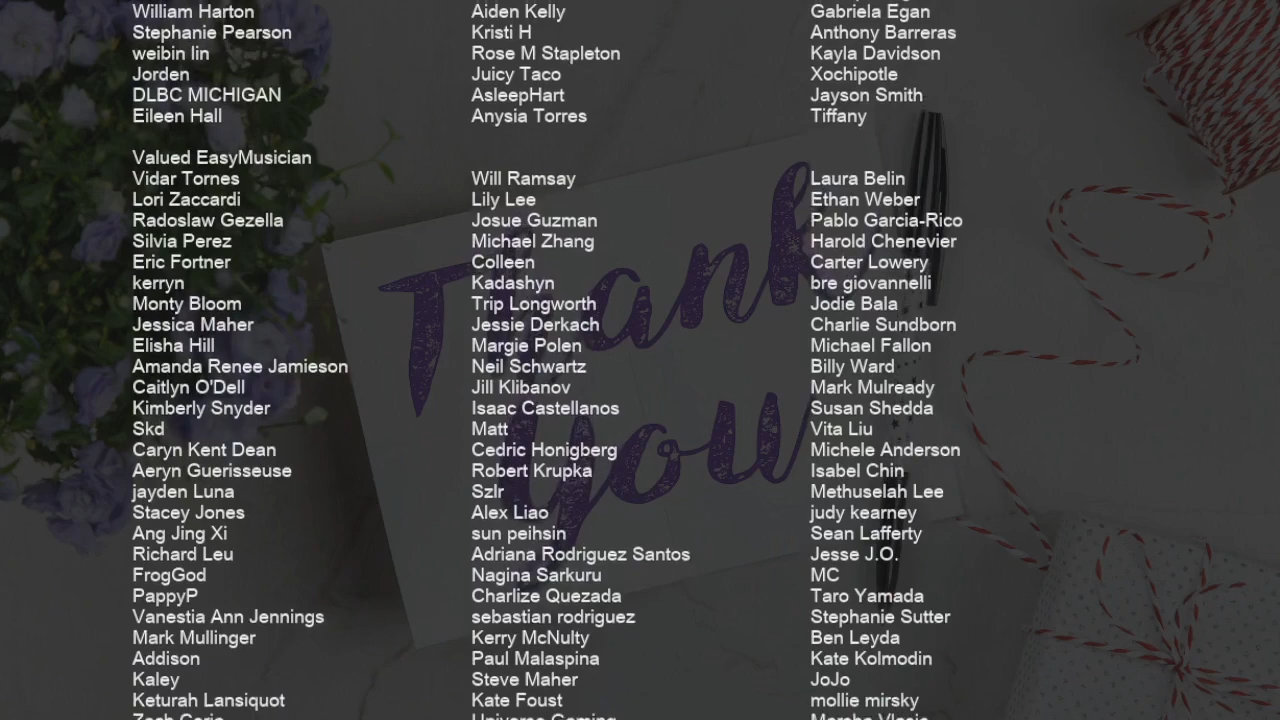 William Harton
Stephanie Pearson
weibin lin
Jorden
DLBC MICHIGAN
Eileen Hall
Aiden Kelly
Kristi H
Rose M Stapleton
Juicy Taco
AsleepHart
Anysia Torres
Gabriela Egan
Anthony Barreras
Kayla Davidson
Xochipotle
Jayson Smith
Tiffany
Valued EasyMusician
Vidar Tornes
Lori Zaccardi
Radoslaw Gezella
Silvia Perez
Eric Fortner
kerryn
Monty Bloom
Jessica Maher
Elisha Hill
Amanda Renee Jamieson
Caitlyn O'Dell
Kimberly Snyder
Skd
Caryn Kent Dean
Aeryn Guerisseuse
jayden Luna
Stacey Jones
Ang Jing Xi
Richard Leu
FrogGod
PappyP
Vanestia Ann Jennings
Mark Mullinger
Addison
Kaley
Keturah Lansiquot
Will Ramsay
Lily Lee
Josue Guzman
Michael Zhang
Colleen
Kadashyn
Trip Longworth
Jessie Derkach
Margie Polen
Neil Schwartz
Jill Klibanov
Isaac Castellanos
Matt
Cedric Honigberg
Robert Krupka
Szlr
Alex Liao
sun peihsin
Adriana Rodriguez Santos
Nagina Sarkuru
Charlize Quezada
sebastian rodriguez
Kerry McNulty
Paul Malaspina
Steve Maher
Kate Foust
Laura Belin
Ethan Weber
Pablo Garcia-Rico
Harold Chenevier
Carter Lowery
bre giovannelli
Jodie Bala
Charlie Sundborn
Michael Fallon
Billy Ward
Mark Mulready
Susan Shedda
Vita Liu
Michele Anderson
Isabel Chin
Methuselah Lee
judy kearney
Sean Lafferty
Jesse J.O.
MC
Taro Yamada
Stephanie Sutter
Ben Leyda
Kate Kolmodin
JoJo
mollie mirsky
Thank
you